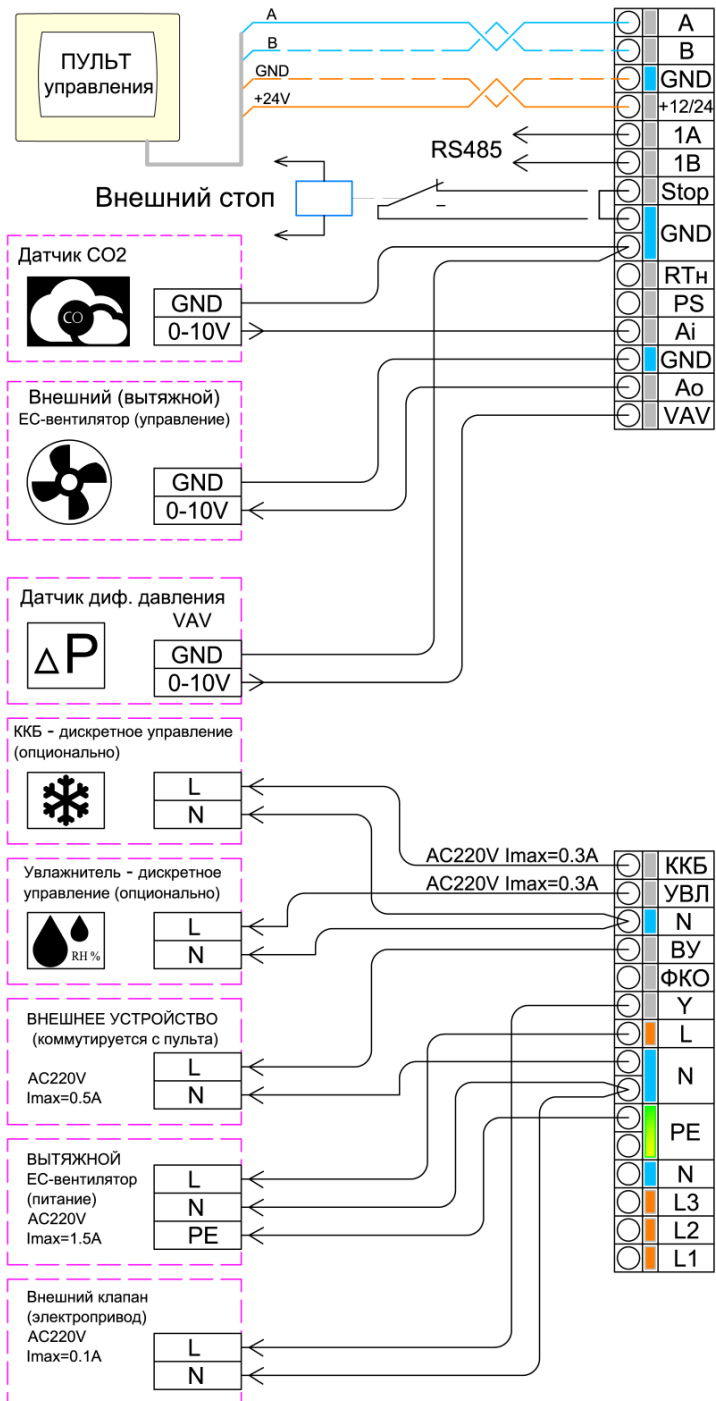 ПУЛЬТ
управления
A
B
GND
+24V
A
B
GND
+12/24
1A
1B
Stop
GND
RTн
PS
Ai
GND
Ao
VAV
RS485
Внешний стоп
Датчик CO2
CO
GND
0-10V
Внешний (вытяжной)
ЕС-вентилятор (управление)
GND
0-10V
Датчик диф. давления
VAV
△P
GND
0-10V
ККБ - дискретное управление
(опционально)
L
N
Увлажнитель - дискретное
управление (опционально)
RH %
L
N
ВНЕШНЕЕ УСТРОЙСТВО
(коммутируется с пульта)
AC220V
Imax=0.5A
L
N
ВЫТЯЖНОЙ
ЕС-вентилятор
(питание)
AC220V
Imax=1.5A
L
N
PE
Внешний клапан
(электропривод)
AC220V
Imax=0.1A
L
N
AC220V Imax=0.3A
AC220V Imax=0.3A
ККБ
УВЛ
N
ВУ
ФКО
Y
L
N
PE
N
L3
L2
L1